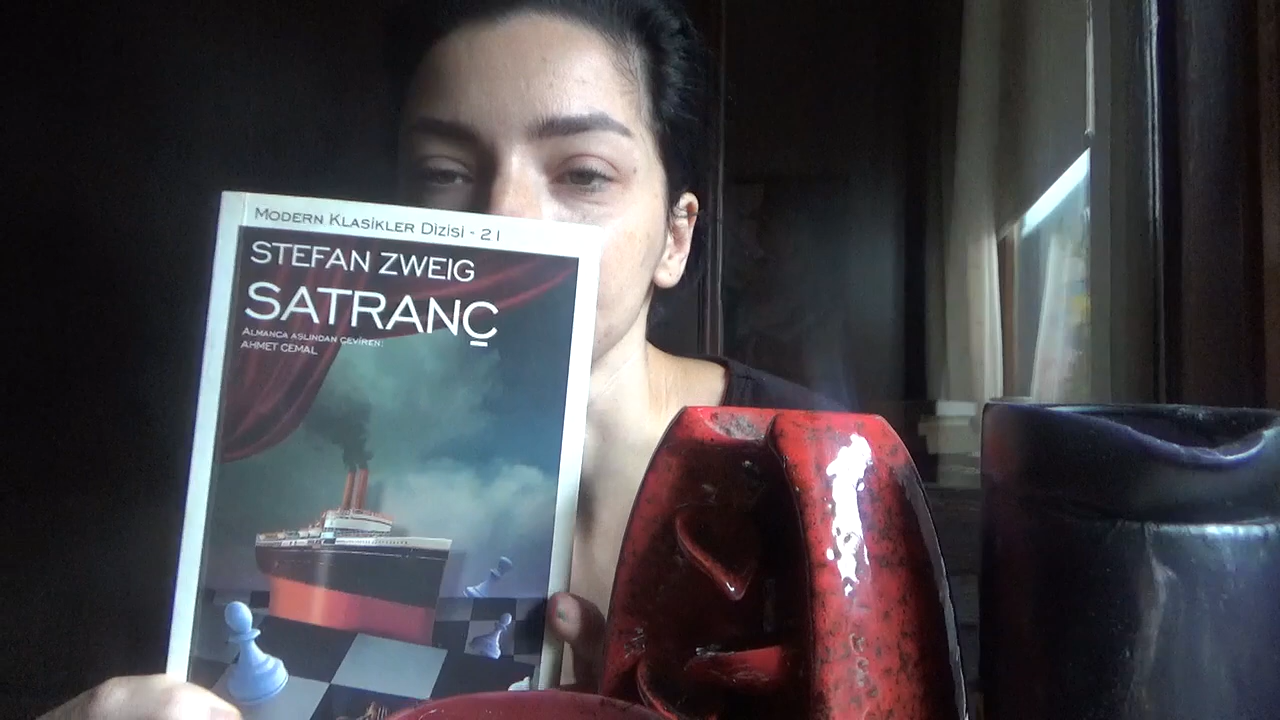 MODERN KLASİKLER DİZİSİ - 21
STEFAN ZWEIG
SATRANÇ
ALMANCA ASLINDAN ÇEVİREN:
AHMET CEMAL